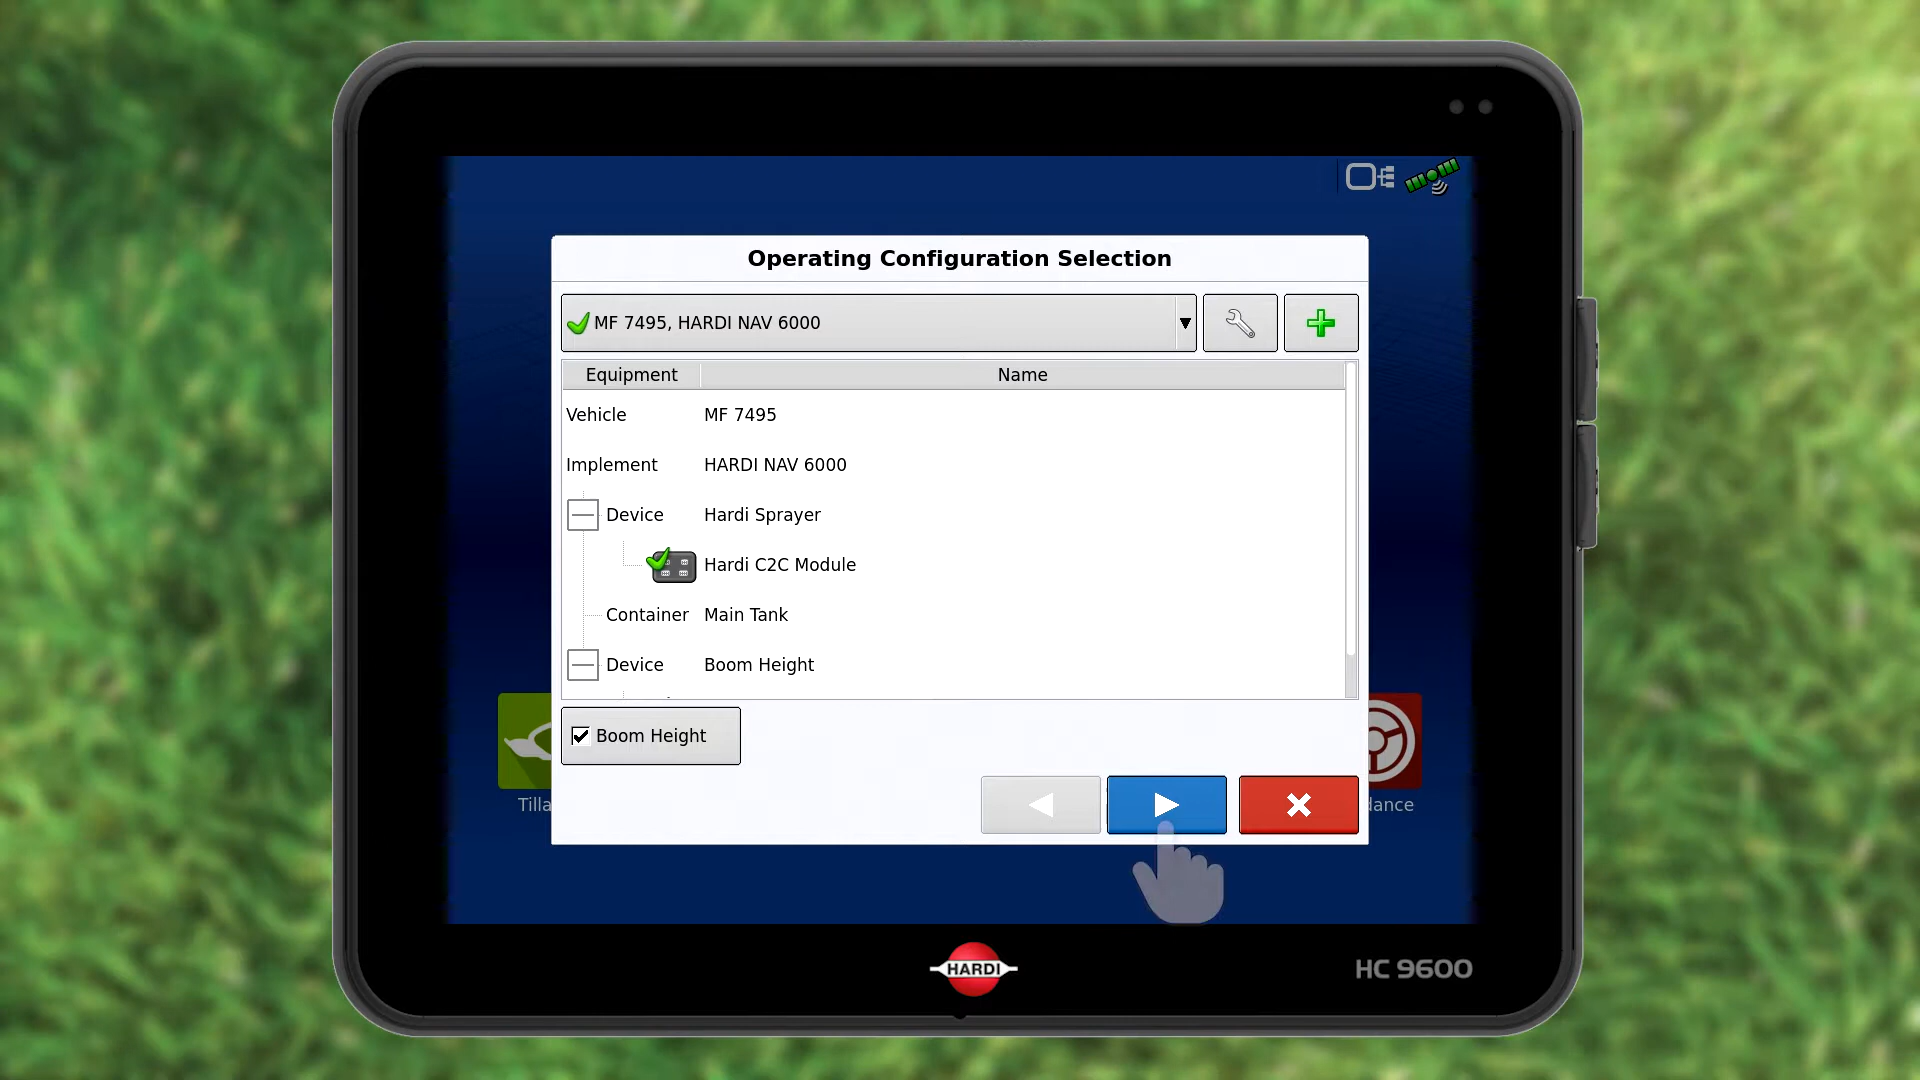 Operating Configuration Selection
MF 7495, HARDI NAV 6000
Equipment Name
Vehicle MF 7495
Implement HARDI NAV 6000
Device Hardi Sprayer
Hardi C2C Module
Container Main Tank
Device Boom Height
Boom Height
Tilla
dance
HARDI
HC 9600